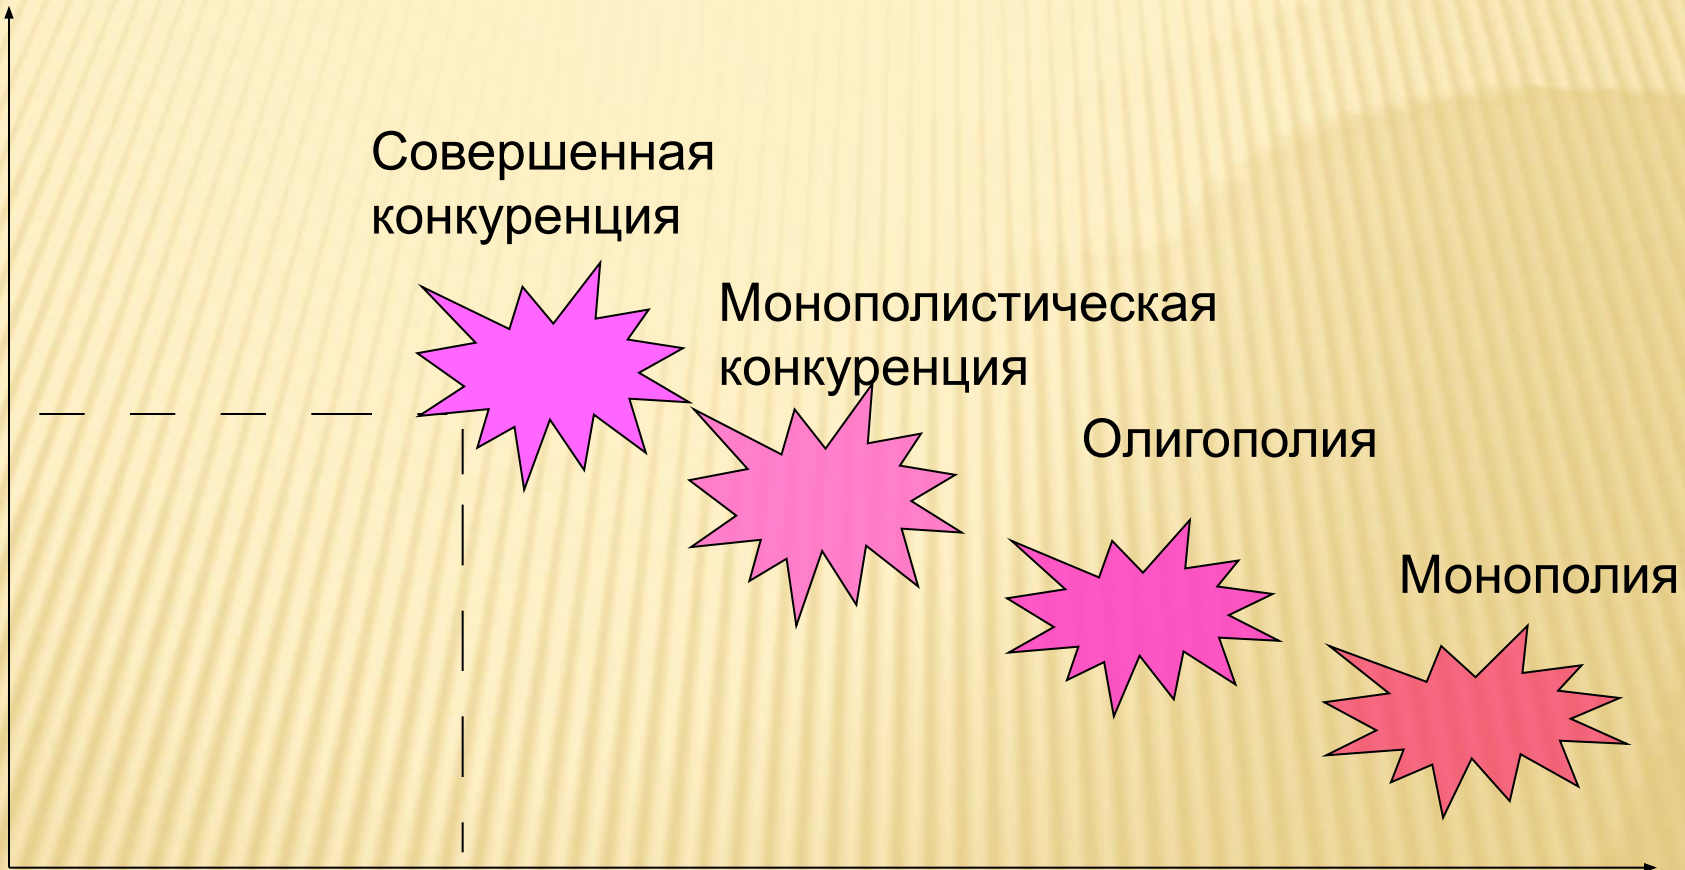 Совершенная
конкуренция
Монополистическая
конкуренция
Олигополия
Монополия